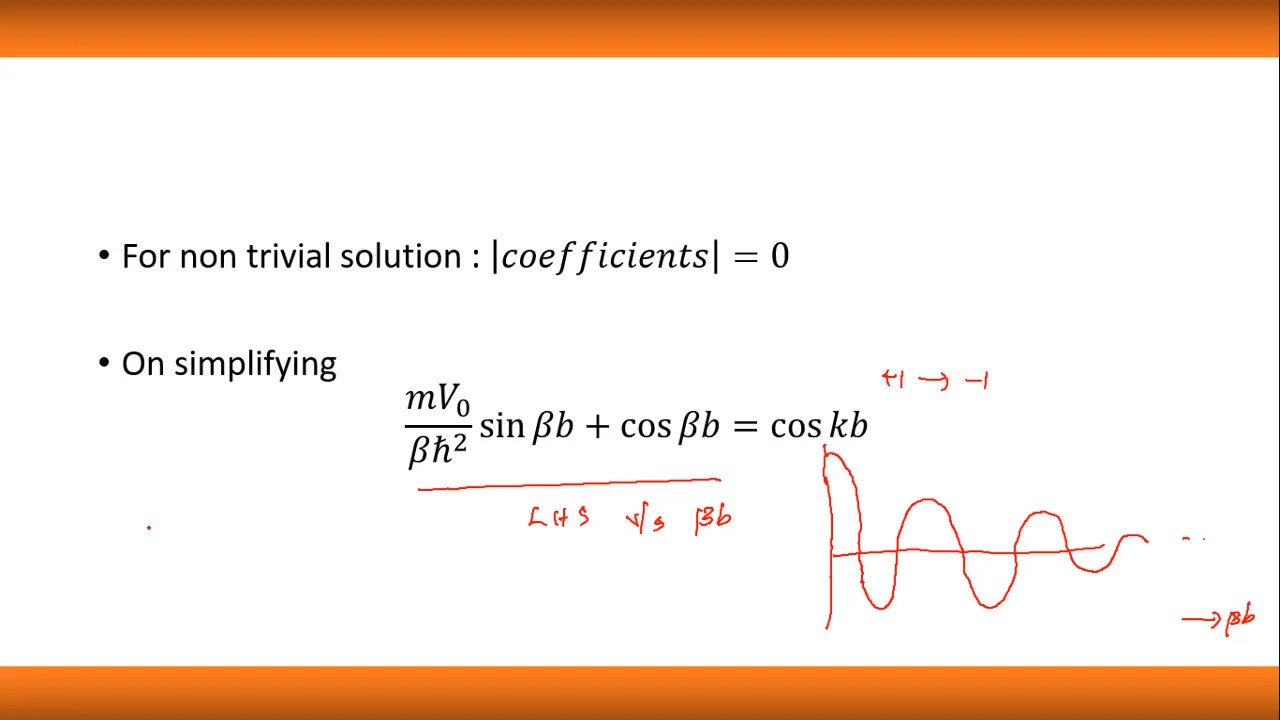 • For non trivial solution : |coefficients| = 0
• On simplifying
+1 → -1
mV₀/βℏ² sin βb + cos βb = cos kb
LHS v/s βb
→ βb